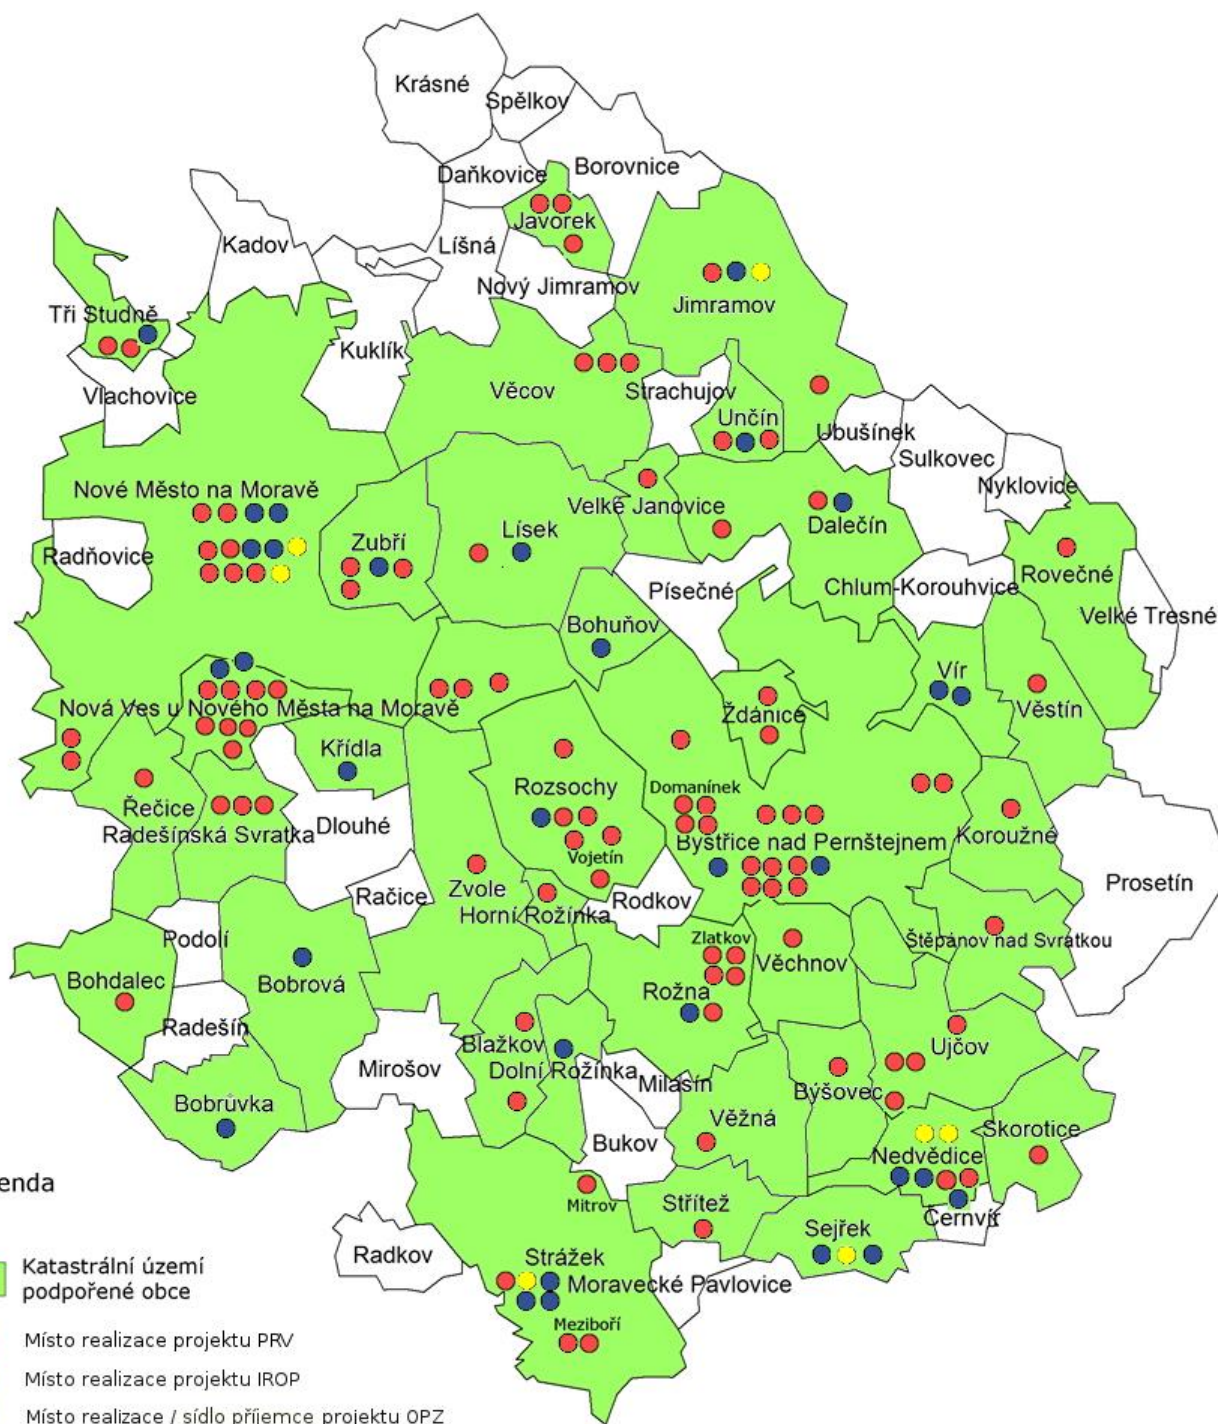 Krásné
Spělkov
Borovnice
Daňkovice
Javorek
Kadov
Líšná
Nový Jimramov
Jimramov
Tři Studně
Kuklík
Věcov
Strachujov
Vlachovice
Unčín
Ubušínek
Sulkovec
Nyklovice
Nové Město na Moravě
Velké Janovice
Dalečín
Lísek
Zubří
Radňovice
Rovečné
Písečné
Chlum-Korouhvice
Velké Tresné
Bohuňov
Vír
Věstín
Nová Ves u Nového Města na Moravě
Ždánice
Křídla
Rozsochy
Domanínek
Řečice
Radešínská Svratka
Dlouhé
Bystřice nad Pernštejnem
Koroužné
Vojetín
Zvole
Prosetín
Račice
Horní Rožínka
Rodkov
Podolí
Zlatkov
Věchnov
Štěpánov nad Svratkou
Bohdalec
Bobrová
Rožná
Radešín
Blažkov
Ujčov
Mirošov
Dolní Rožínka
Milasín
Býšovec
Bobrůvka
Věžná
Skorotice
Bukov
Nedvědice
enda
Mitrov
Střítež
Černvír
Sejřek
Radkov
Strážek
Katastrální území
podpořené obce
Moravecké Pavlovice
Meziboří
Místo realizace projektu PRV
Místo realizace projektu IROP
Místo realizace / sídlo příjemce projektu OPZ